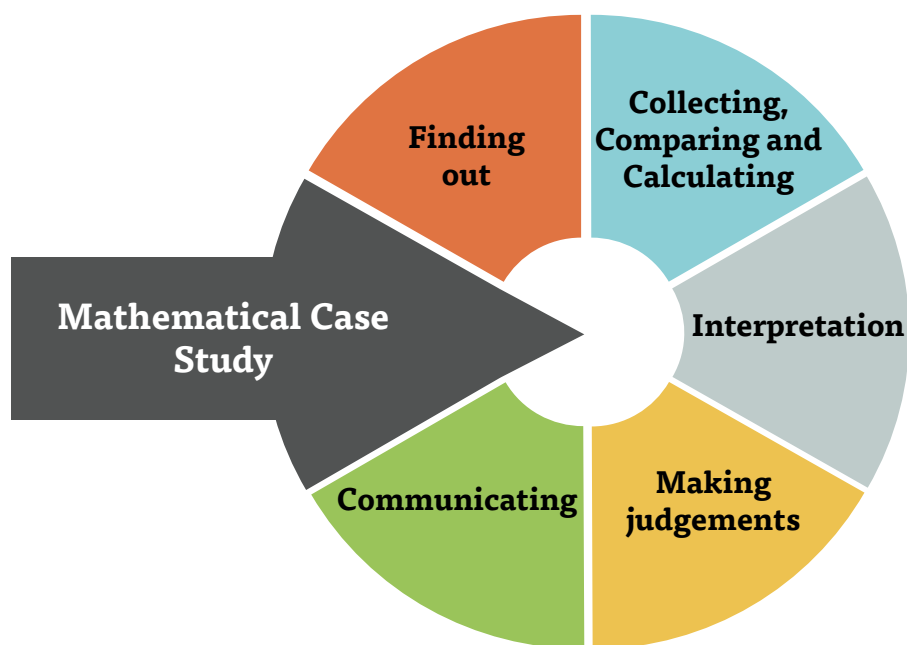 Finding
out
Collecting,
Comparing and
Calculating
Interpretation
Making
judgements
Communicating
Mathematical Case
Study